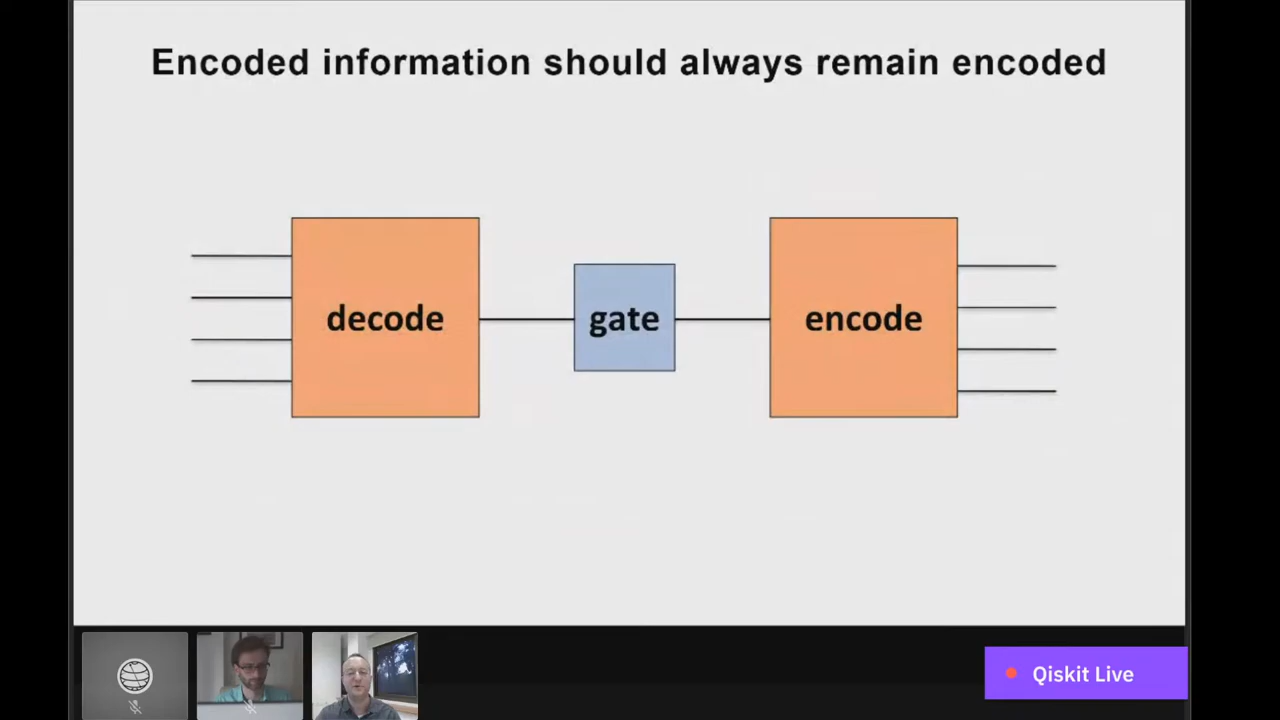 Encoded information should always remain encoded
decode
gate
encode
Qiskit Live